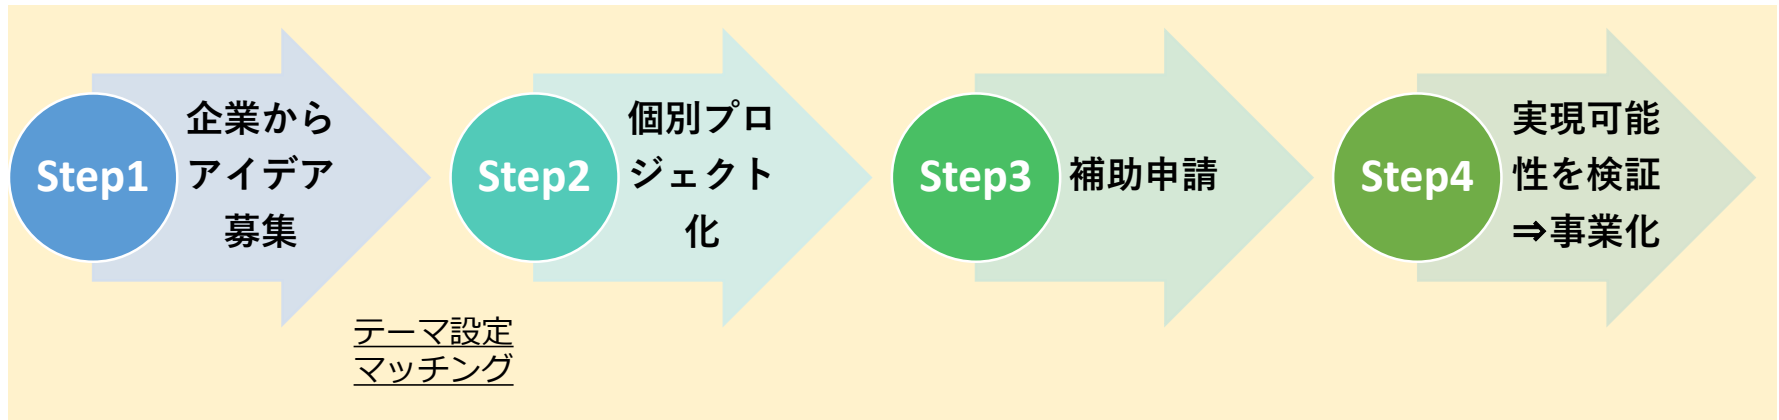 Step1
企業から
アイデア
募集
Step2
個別プロ
ジェクト
化
Step3
補助申請
Step4
実現可能
性を検証
⇒事業化
テーマ設定
マッチング